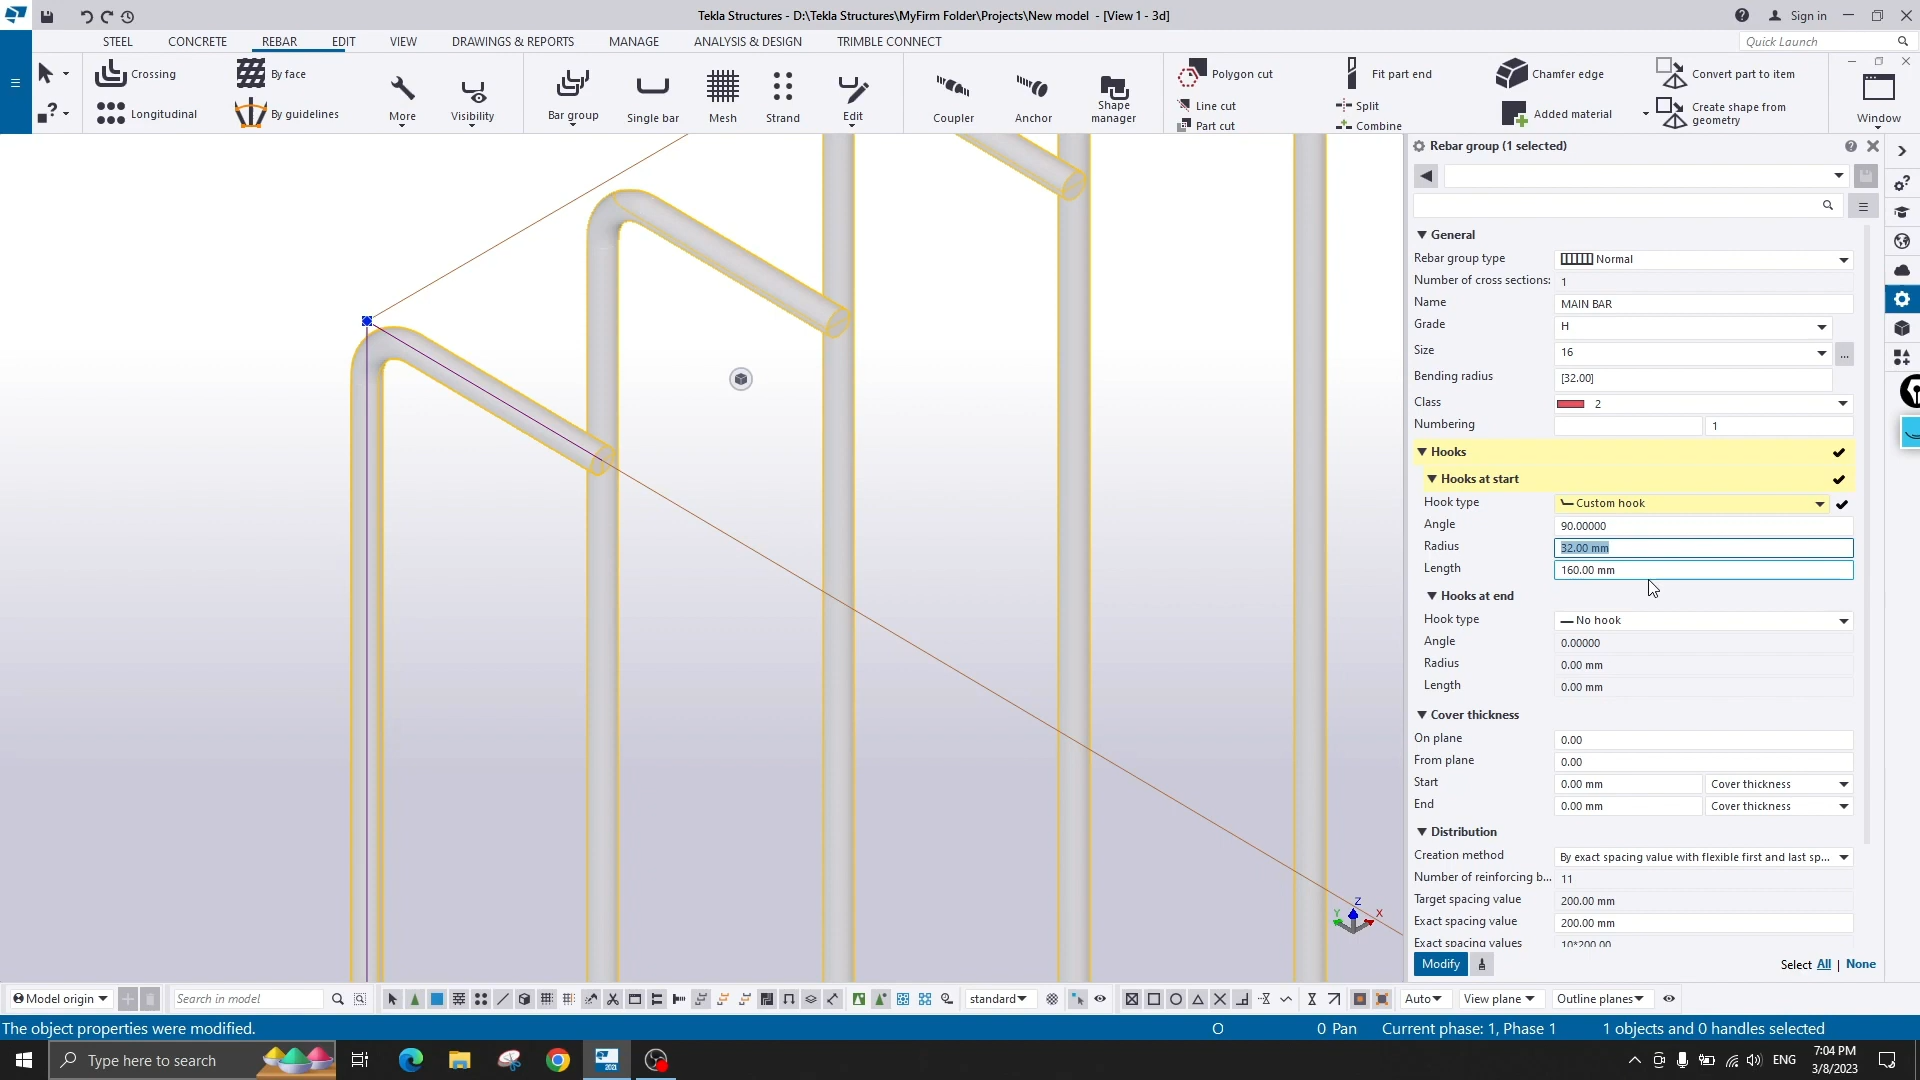 Tekla Structures - D:\Tekla Structures\MyFirm Folder\Projects\New model - [View 1 - 3d]
Sign in
STEEL CONCRETE REBAR EDIT VIEW DRAWINGS & REPORTS MANAGE ANALYSIS & DESIGN TRIMBLE CONNECT
Quick Launch
Crossing
Longitudinal
By face
By guidelines
More
Visibility
Bar group
Single bar
Mesh
Strand
Edit
Coupler
Anchor
Shape manager
Polygon cut
Line cut
Part cut
Fit part end
Split
Combine
Chamfer edge
Added material
Convert part to item
Create shape from geometry
Window
Rebar group (1 selected)
General
Rebar group type Normal
Number of cross sections: 1
Name MAIN BAR
Grade H
Size 16 ...
Bending radius [32.00]
Class 2
Numbering 1
Hooks
Hooks at start
Hook type Custom hook
Angle 90.00000
Radius 32.00 mm
Length 160.00 mm
Hooks at end
Hook type No hook
Angle 0.00000
Radius 0.00 mm
Length 0.00 mm
Cover thickness
On plane 0.00
From plane 0.00
Start 0.00 mm Cover thickness
End 0.00 mm Cover thickness
Distribution
Creation method By exact spacing value with flexible first and last sp...
Number of reinforcing b... 11
Target spacing value 200.00 mm
Exact spacing value 200.00 mm
Exact spacing values 10*200.00
Modify
Select All | None
Z
Y X
Model origin
Search in model
standard
Auto
View plane
Outline planes
The object properties were modified.
O
0 Pan
Current phase: 1, Phase 1
1 objects and 0 handles selected
Type here to search
2021
ENG
7:04 PM
3/8/2023